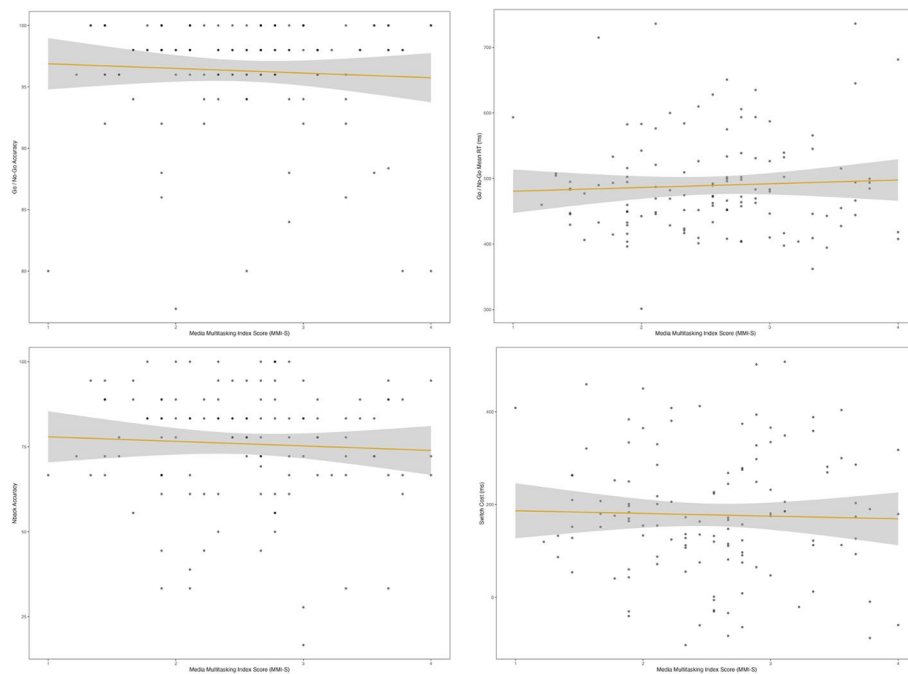 100
95
90
85
80
Go / No-Go Accuracy
1 2 3 4
Media Multitasking Index Score (MMI-S)
700
600
500
400
300
Go / No-Go Mean RT (ms)
1 2 3 4
Media Multitasking Index Score (MMI-S)
100
75
50
25
Nback Accuracy
1 2 3 4
Media Multitasking Index Score (MMI-S)
400
200
0
Switch Cost (ms)
1 2 3 4
Media Multitasking Index Score (MMI-S)